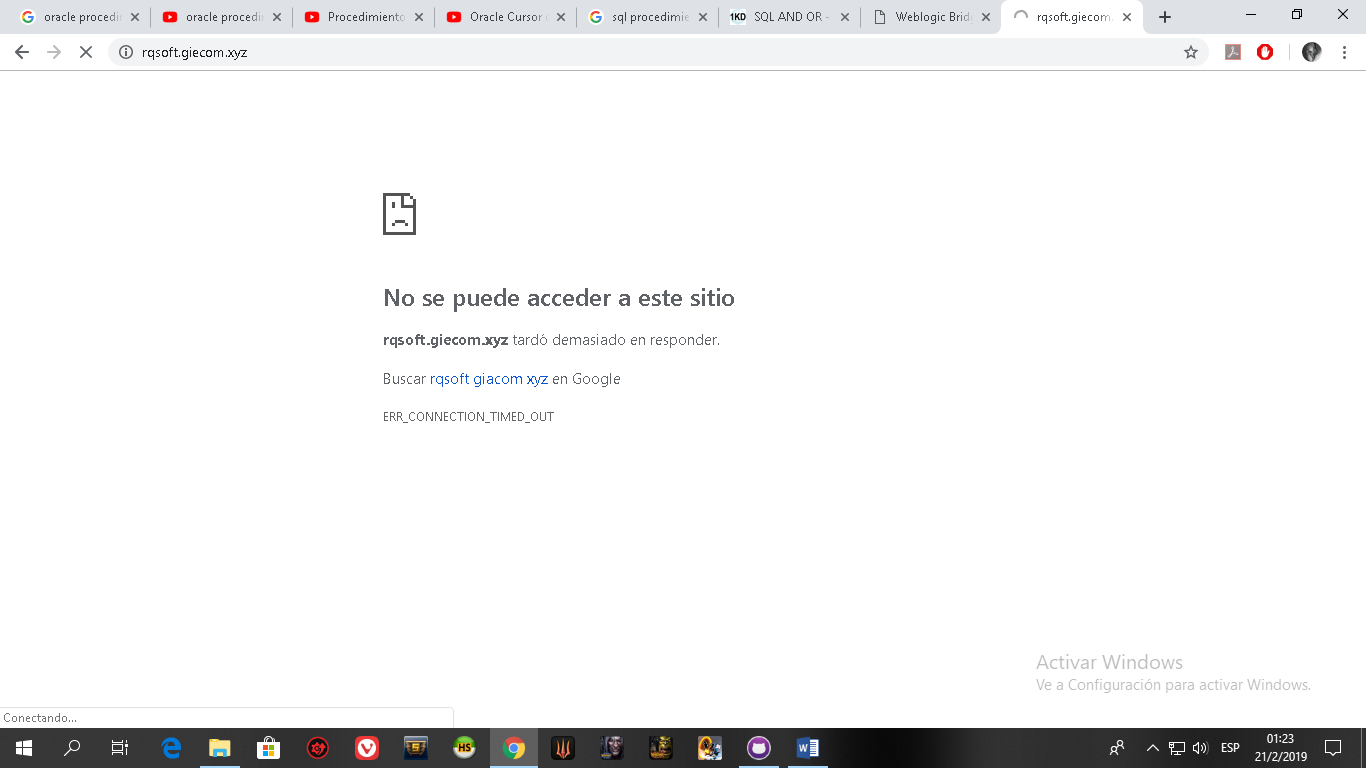 oracle procedi
oracle procedi
Procedimiento
Oracle Cursor
sql procedimie
1KD SQL AND OR -
Weblogic Brid
rqsoft.giecom.
rqsoft.giecom.xyz
No se puede acceder a este sitio
rqsoft.giecom.xyz tardó demasiado en responder.
Buscar rqsoft giacom xyz en Google
ERR_CONNECTION_TIMED_OUT
Activar Windows
Ve a Configuración para activar Windows.
Conectando...
HS
W
ESP
01:23
21/2/2019